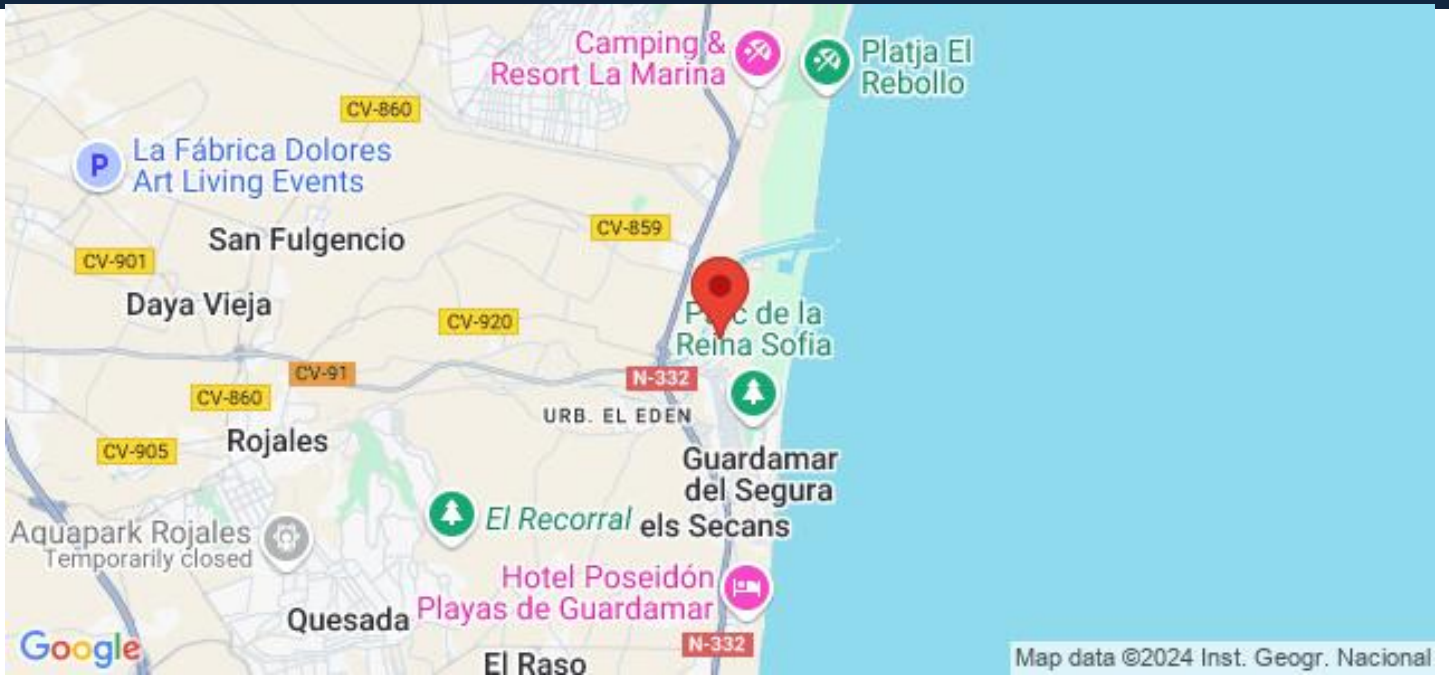 Camping &
Resort La Marina
Platja El
Rebollo
CV-860
La Fábrica Dolores
Art Living Events
P
San Fulgencio
CV-859
CV-901
Daya Vieja
CV-920
Parc de la
Reina Sofia
CV-91
N-332
CV-860
URB. EL EDEN
Rojales
CV-905
Guardamar
del Segura
El Recorral
els Secans
Aquapark Rojales
Temporarily closed
Hotel Poseidón
Playas de Guardamar
Quesada
N-332
El Raso
Google
Map data ©2024 Inst. Geogr. Nacional